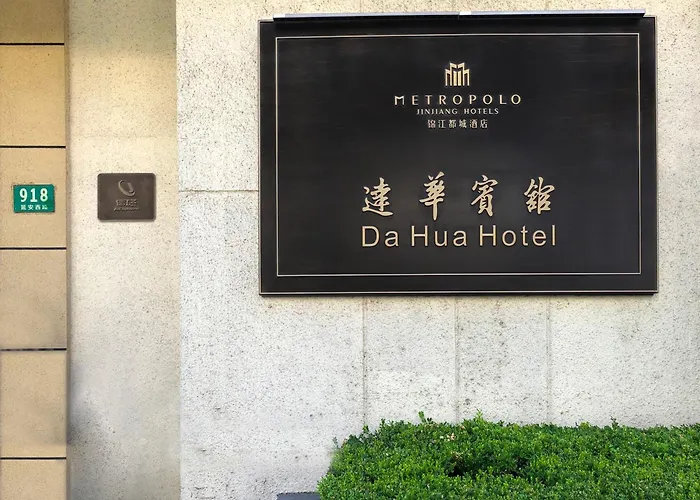 918
延安西路
METROPOLO
JINJIANG HOTELS
锦江都城酒店
達華賓館
Da Hua Hotel